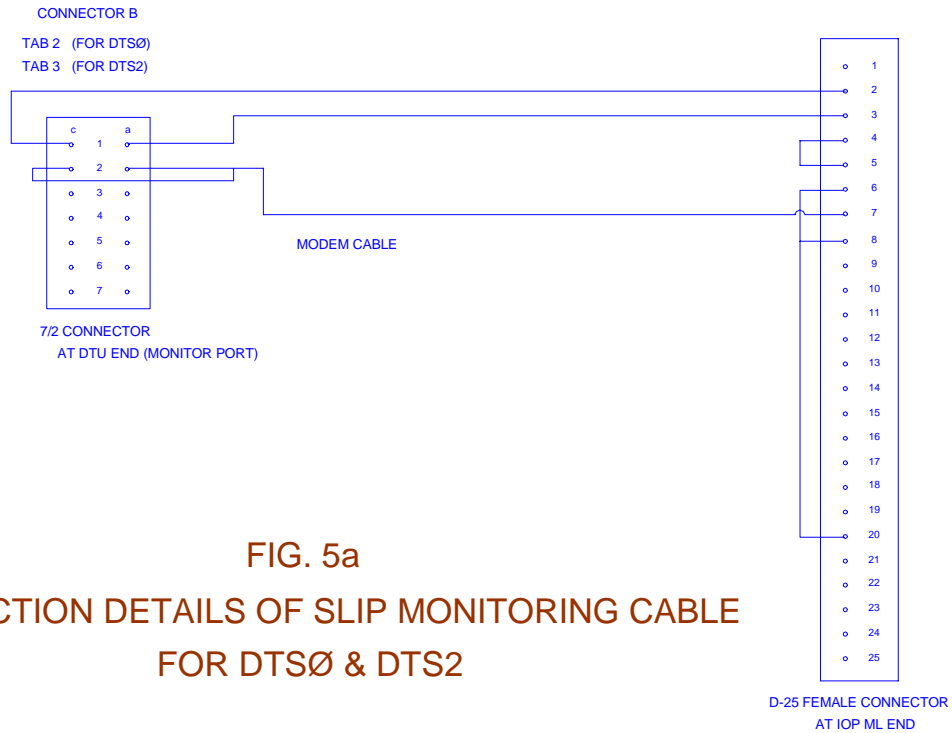 CONNECTOR B
TAB 2 (FOR DTSØ)
TAB 3 (FOR DTS2)
c a
1
2
3
4
5
6
7
7/2 CONNECTOR
AT DTU END (MONITOR PORT)
MODEM CABLE
1
2
3
4
5
6
7
8
9
10
11
12
13
14
15
16
17
18
19
20
21
22
23
24
25
D-25 FEMALE CONNECTOR
AT IOP ML END
FIG. 5a
CTION DETAILS OF SLIP MONITORING CABLE
FOR DTSØ & DTS2